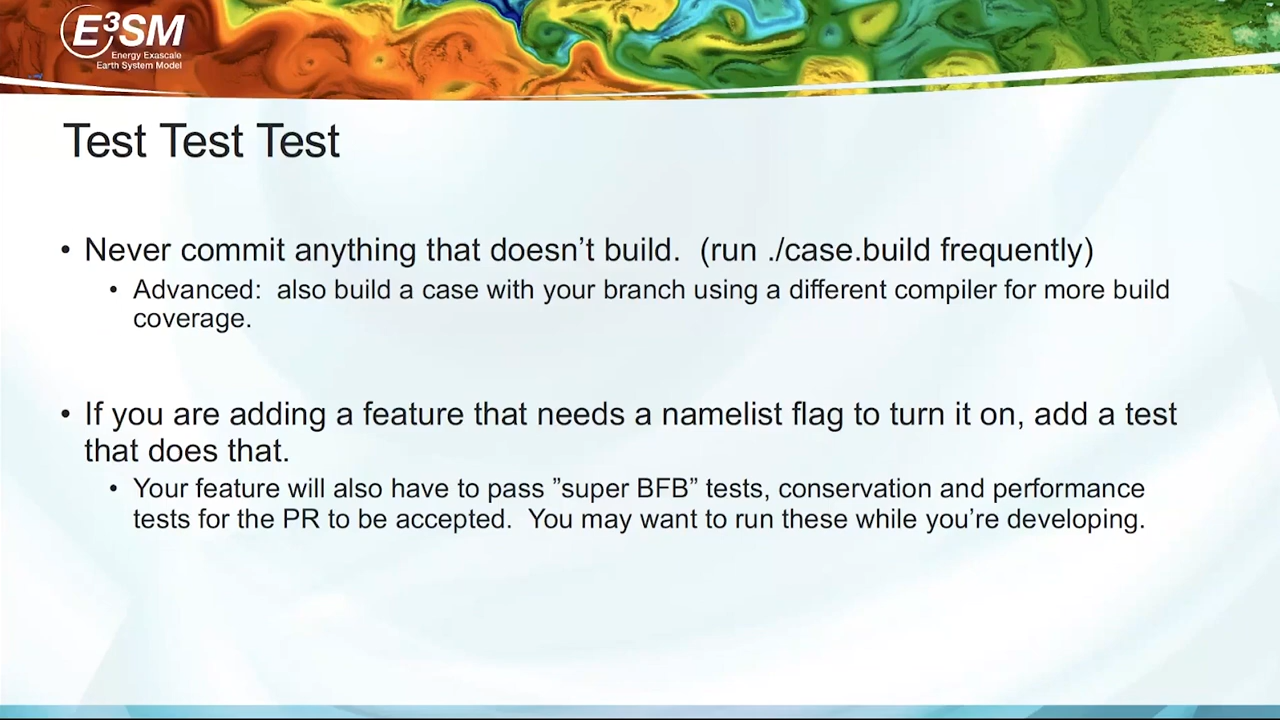 E³SM
Energy Exascale
Earth System Model
Test Test Test
• Never commit anything that doesn’t build.  (run ./case.build frequently)
• Advanced:  also build a case with your branch using a different compiler for more build
coverage.
• If you are adding a feature that needs a namelist flag to turn it on, add a test
that does that.
• Your feature will also have to pass ”super BFB” tests, conservation and performance
tests for the PR to be accepted.  You may want to run these while you’re developing.